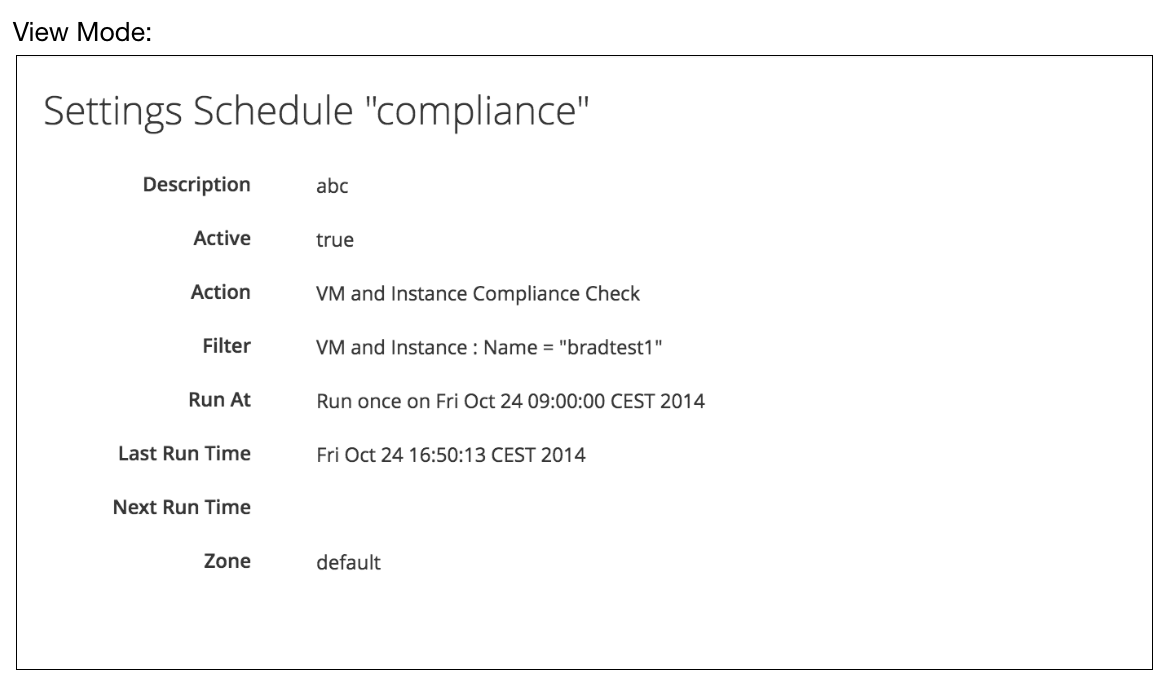 View Mode:
Settings Schedule "compliance"
Description abc
Active true
Action VM and Instance Compliance Check
Filter VM and Instance : Name = "bradtest1"
Run At Run once on Fri Oct 24 09:00:00 CEST 2014
Last Run Time Fri Oct 24 16:50:13 CEST 2014
Next Run Time
Zone default